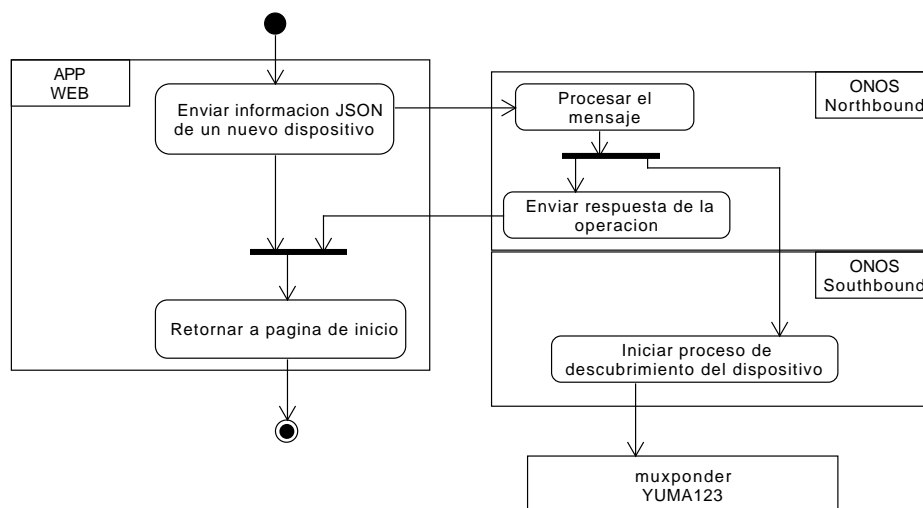 APP
WEB
Enviar informacion JSON
de un nuevo dispositivo
Procesar el
mensaje
ONOS
Northbound
Enviar respuesta de la
operacion
ONOS
Southbound
Retornar a pagina de inicio
Iniciar proceso de
descubrimiento del dispositivo
muxponder
YUMA123